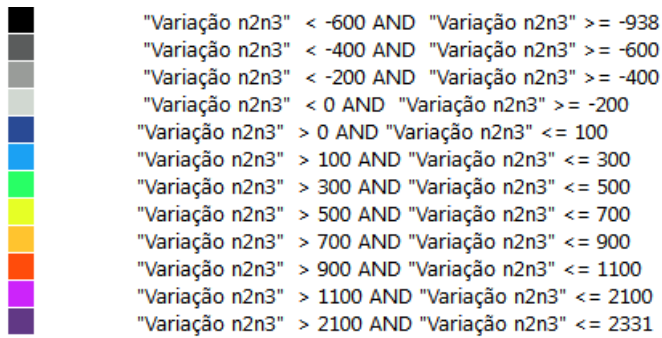 "Variação n2n3" < -600 AND "Variação n2n3" >= -938
"Variação n2n3" < -400 AND "Variação n2n3" >= -600
"Variação n2n3" < -200 AND "Variação n2n3" >= -400
"Variação n2n3" < 0 AND "Variação n2n3" >= -200
"Variação n2n3" > 0 AND "Variação n2n3" <= 100
"Variação n2n3" > 100 AND "Variação n2n3" <= 300
"Variação n2n3" > 300 AND "Variação n2n3" <= 500
"Variação n2n3" > 500 AND "Variação n2n3" <= 700
"Variação n2n3" > 700 AND "Variação n2n3" <= 900
"Variação n2n3" > 900 AND "Variação n2n3" <= 1100
"Variação n2n3" > 1100 AND "Variação n2n3" <= 2100
"Variação n2n3" > 2100 AND "Variação n2n3" <= 2331